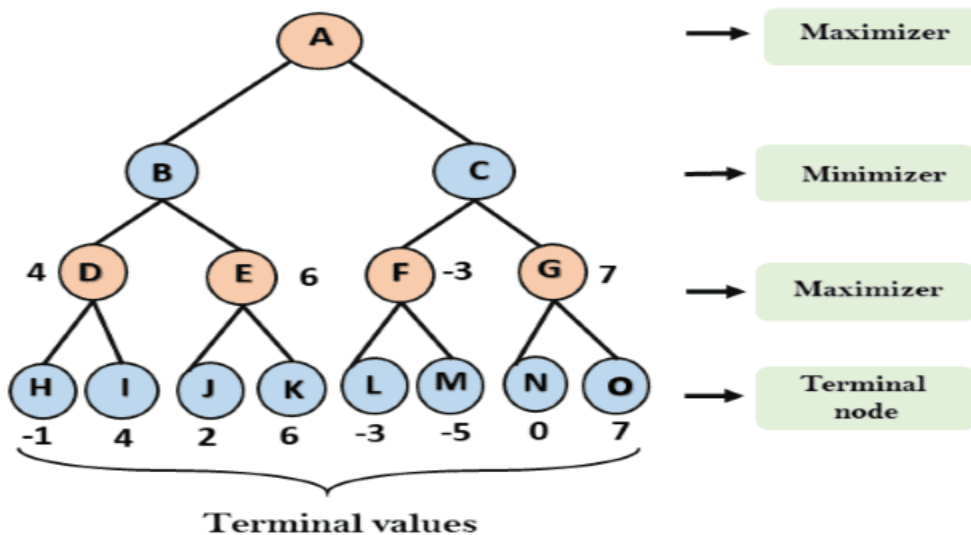 A
Maximizer
B
C
Minimizer
4 D
E 6
F -3
G 7
Maximizer
H I J K L M N O
Terminal
node
-1 4 2 6 -3 -5 0 7
Terminal values